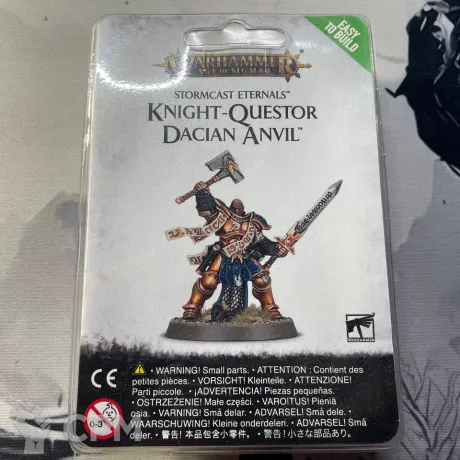 EASY
TO BUILD
WARHAMMER
AGE OF SIGMAR
STORMCAST ETERNALS™
KNIGHT-QUESTOR
DACIAN ANVIL™
WARHAMMER
CE
0-3
• WARNING! Small parts. • ATTENTION : Contient des
petites pièces. • VORSICHT! Kleinteile. • ATTENZIONE!
Parti piccole. • ¡ADVERTENCIA! Piezas pequeñas.
• OSTRZEŻENIE! Małe części. • VAROITUS! Pieniä
osia. • VARNING! Små delar. • ADVARSEL! Små dele. •
WAARSCHUWING! Kleine onderdelen. • ADVARSEL! Små
deler. • 警告! 本品包含小零件。• 警告!小さな部品あり。